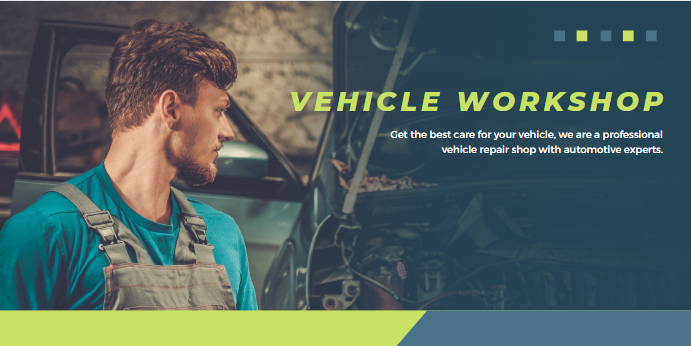 VEHICLE WORKSHOP
Get the best care for your vehicle, we are a professional
vehicle repair shop with automotive experts.